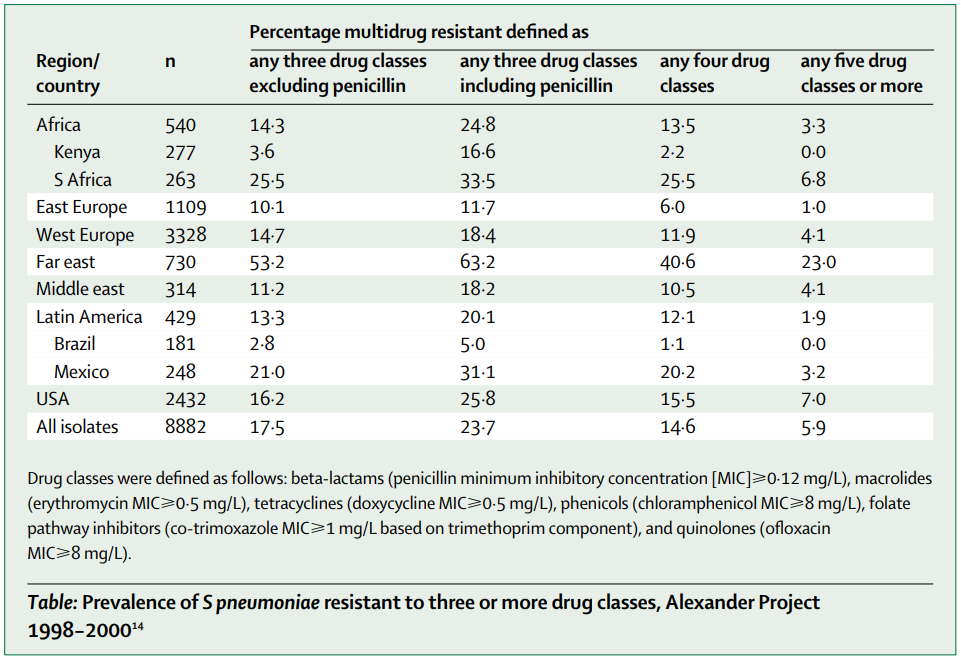 Percentage multidrug resistant defined as
Region/ n any three drug classes any three drug classes any four drug any five drug
country excluding penicillin including penicillin classes classes or more
Africa 540 14·3 24·8 13·5 3·3
Kenya 277 3·6 16·6 2·2 0·0
S Africa 263 25·5 33·5 25·5 6·8
East Europe 1109 10·1 11·7 6·0 1·0
West Europe 3328 14·7 18·4 11·9 4·1
Far east 730 53·2 63·2 40·6 23·0
Middle east 314 11·2 18·2 10·5 4·1
Latin America 429 13·3 20·1 12·1 1·9
Brazil 181 2·8 5·0 1·1 0·0
Mexico 248 21·0 31·1 20·2 3·2
USA 2432 16·2 25·8 15·5 7·0
All isolates 8882 17·5 23·7 14·6 5·9
Drug classes were defined as follows: beta-lactams (penicillin minimum inhibitory concentration [MIC]⩾0·12 mg/L), macrolides
(erythromycin MIC⩾0·5 mg/L), tetracyclines (doxycycline MIC⩾0·5 mg/L), phenicols (chloramphenicol MIC⩾8 mg/L), folate
pathway inhibitors (co-trimoxazole MIC⩾1 mg/L based on trimethoprim component), and quinolones (ofloxacin
MIC⩾8 mg/L).
Table: Prevalence of S pneumoniae resistant to three or more drug classes, Alexander Project
1998–2000¹⁴